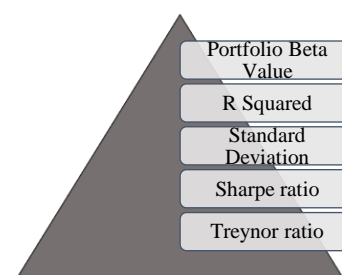 Portfolio Beta
Value
R Squared
Standard
Deviation
Sharpe ratio
Treynor ratio